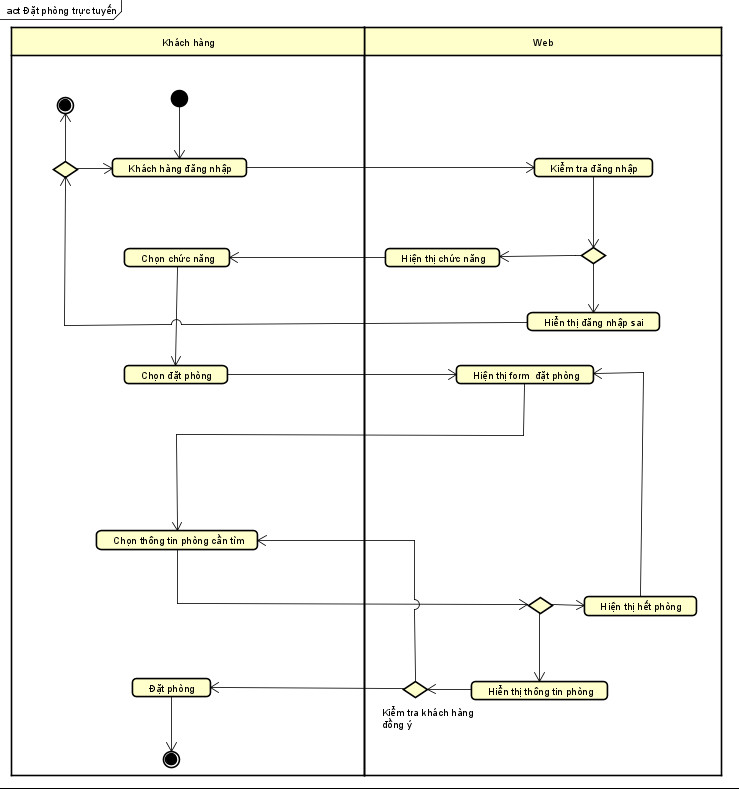 act Đặt phòng trực tuyến
Khách hàng
Web
Khách hàng đăng nhập
Kiểm tra đăng nhập
Chọn chức năng
Hiện thị chức năng
Hiển thị đăng nhập sai
Chọn đặt phòng
Hiện thị form đặt phòng
Chọn thông tin phòng cần tìm
Hiện thị hết phòng
Đặt phòng
Hiển thị thông tin phòng
Kiểm tra khách hàng
đồng ý